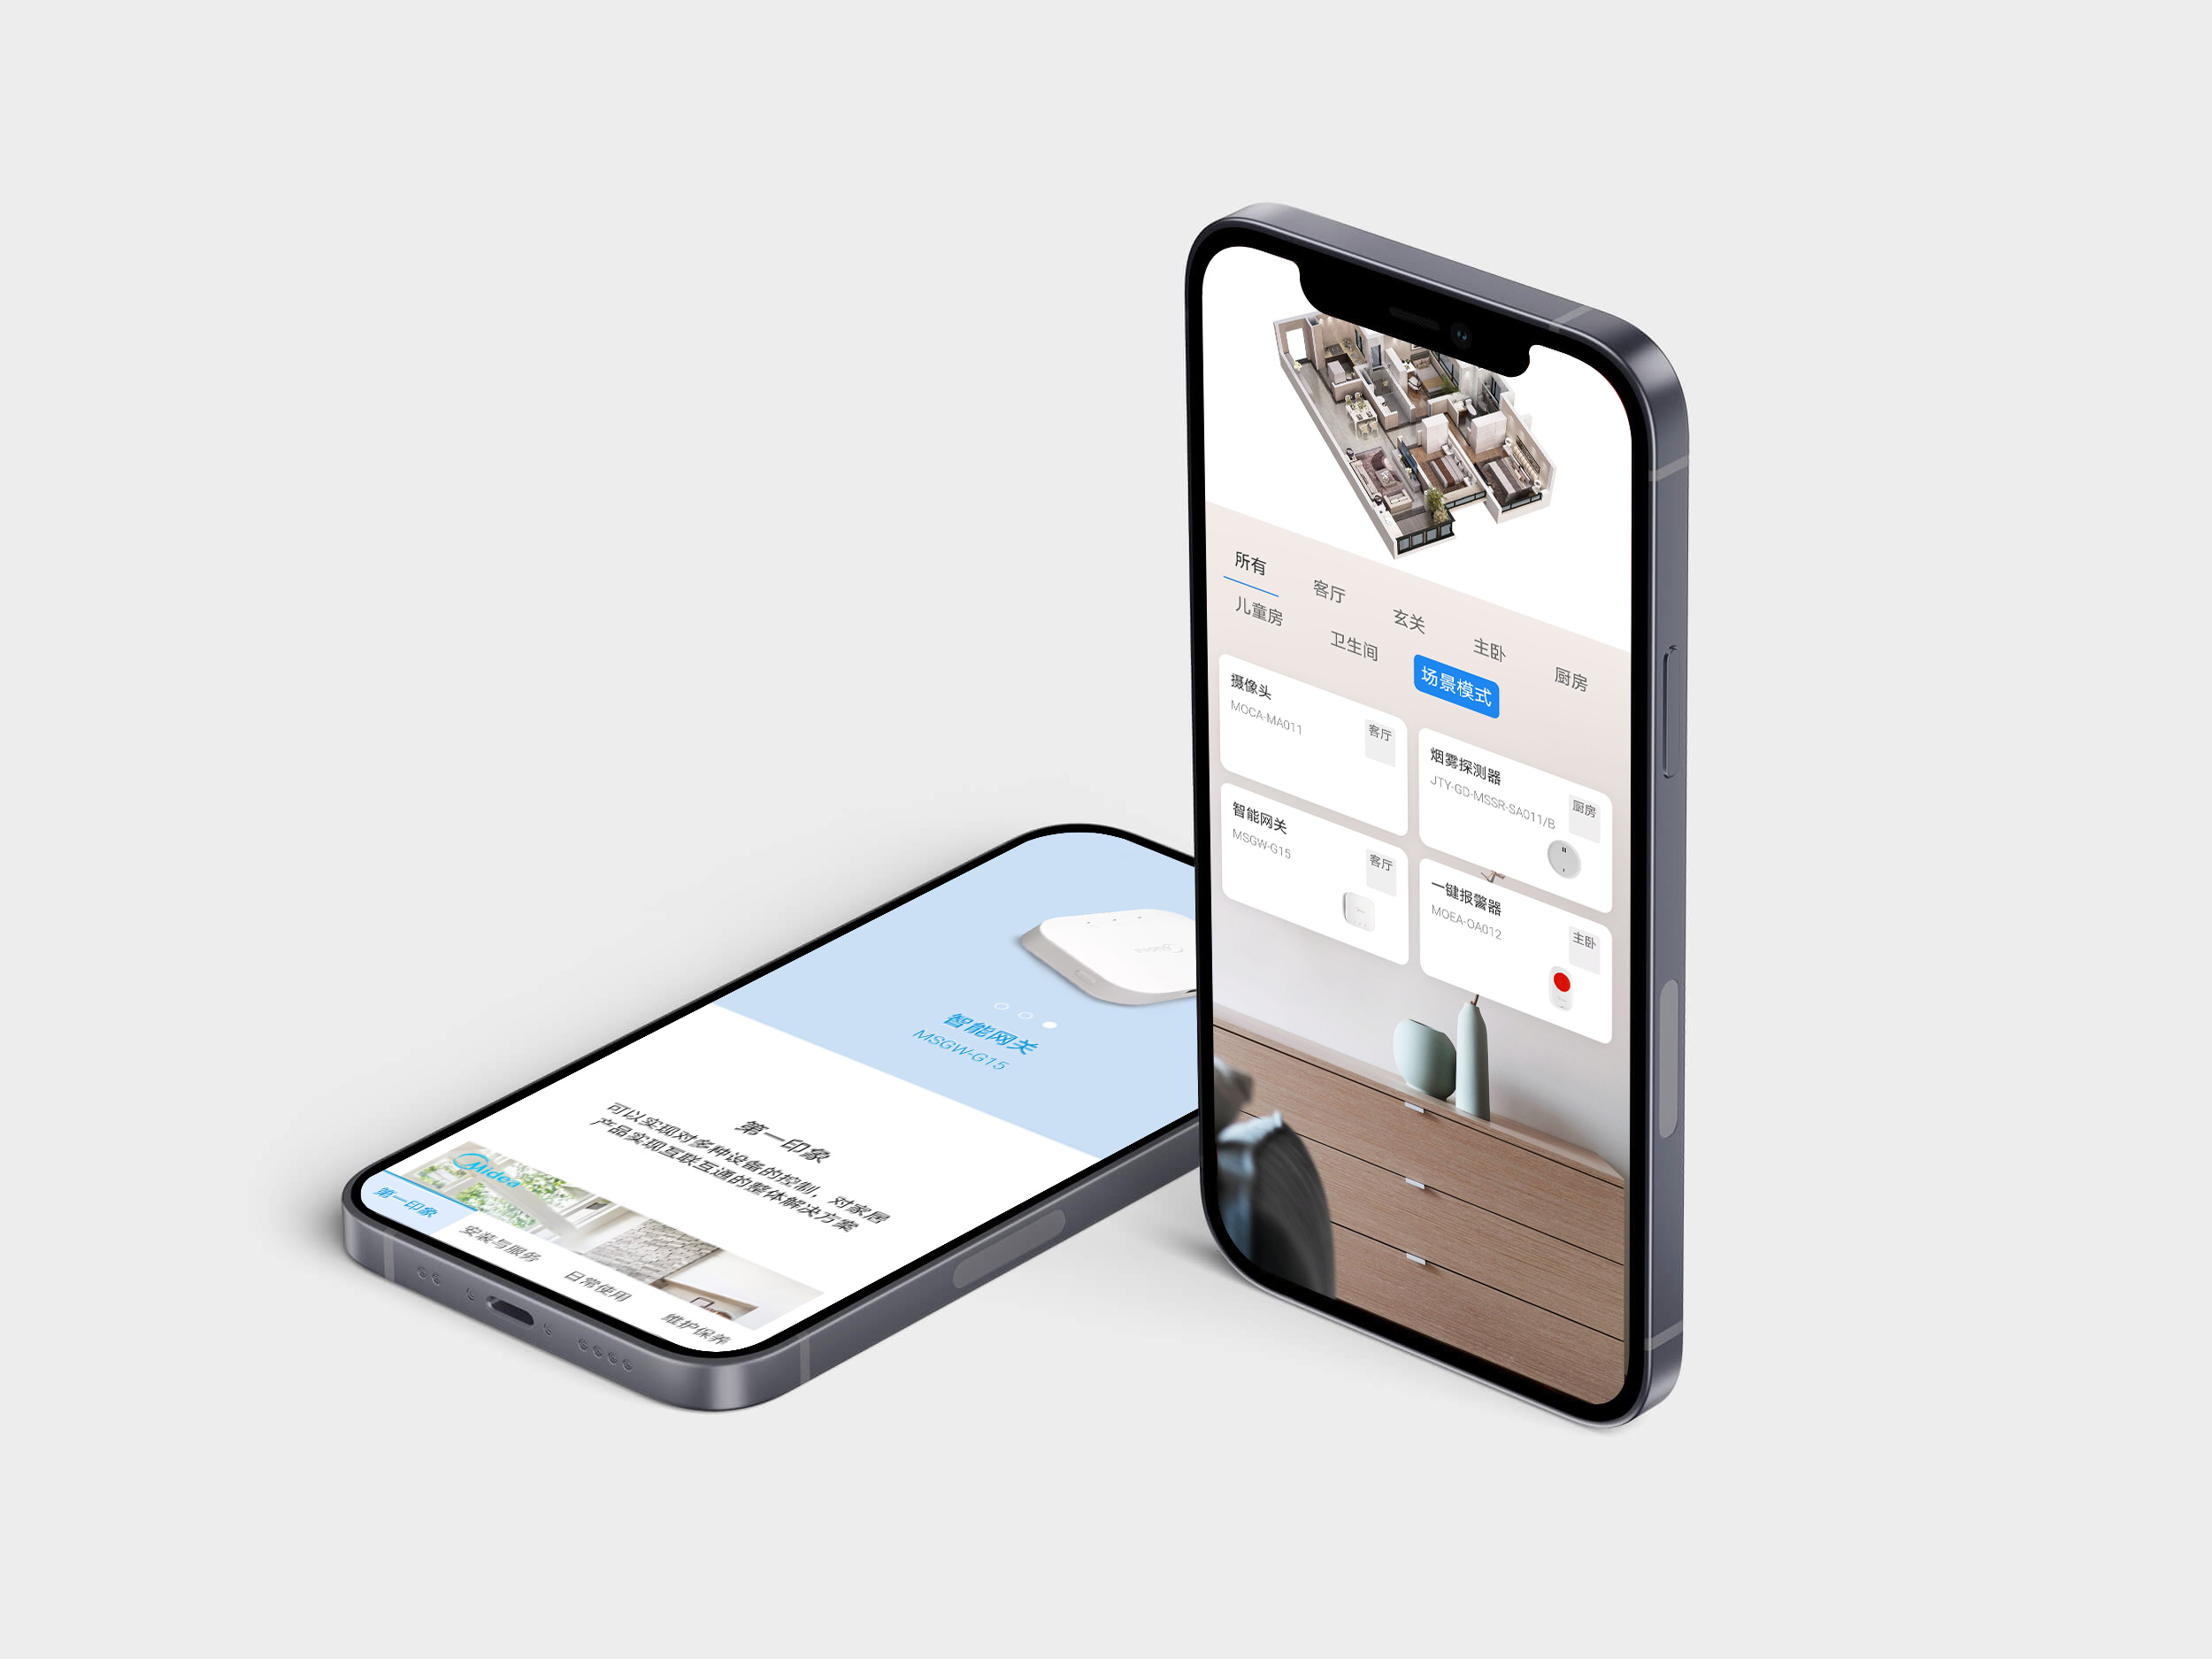 所有
客厅
玄关
主卧
厨房
儿童房
卫生间
场景模式
摄像头
MOCA-MA011
客厅
烟雾探测器
JTY-GD-MSSR-SA011/B
厨房
智能网关
MSGW-G15
客厅
一键报警器
MOEA-OA012
主卧
智能网关
MSGW-G15
第一印象
可以实现对多种设备的控制，对家居
产品实现互联互通的整体解决方案
Midea
第一印象
安装与服务
日常使用
维护保养